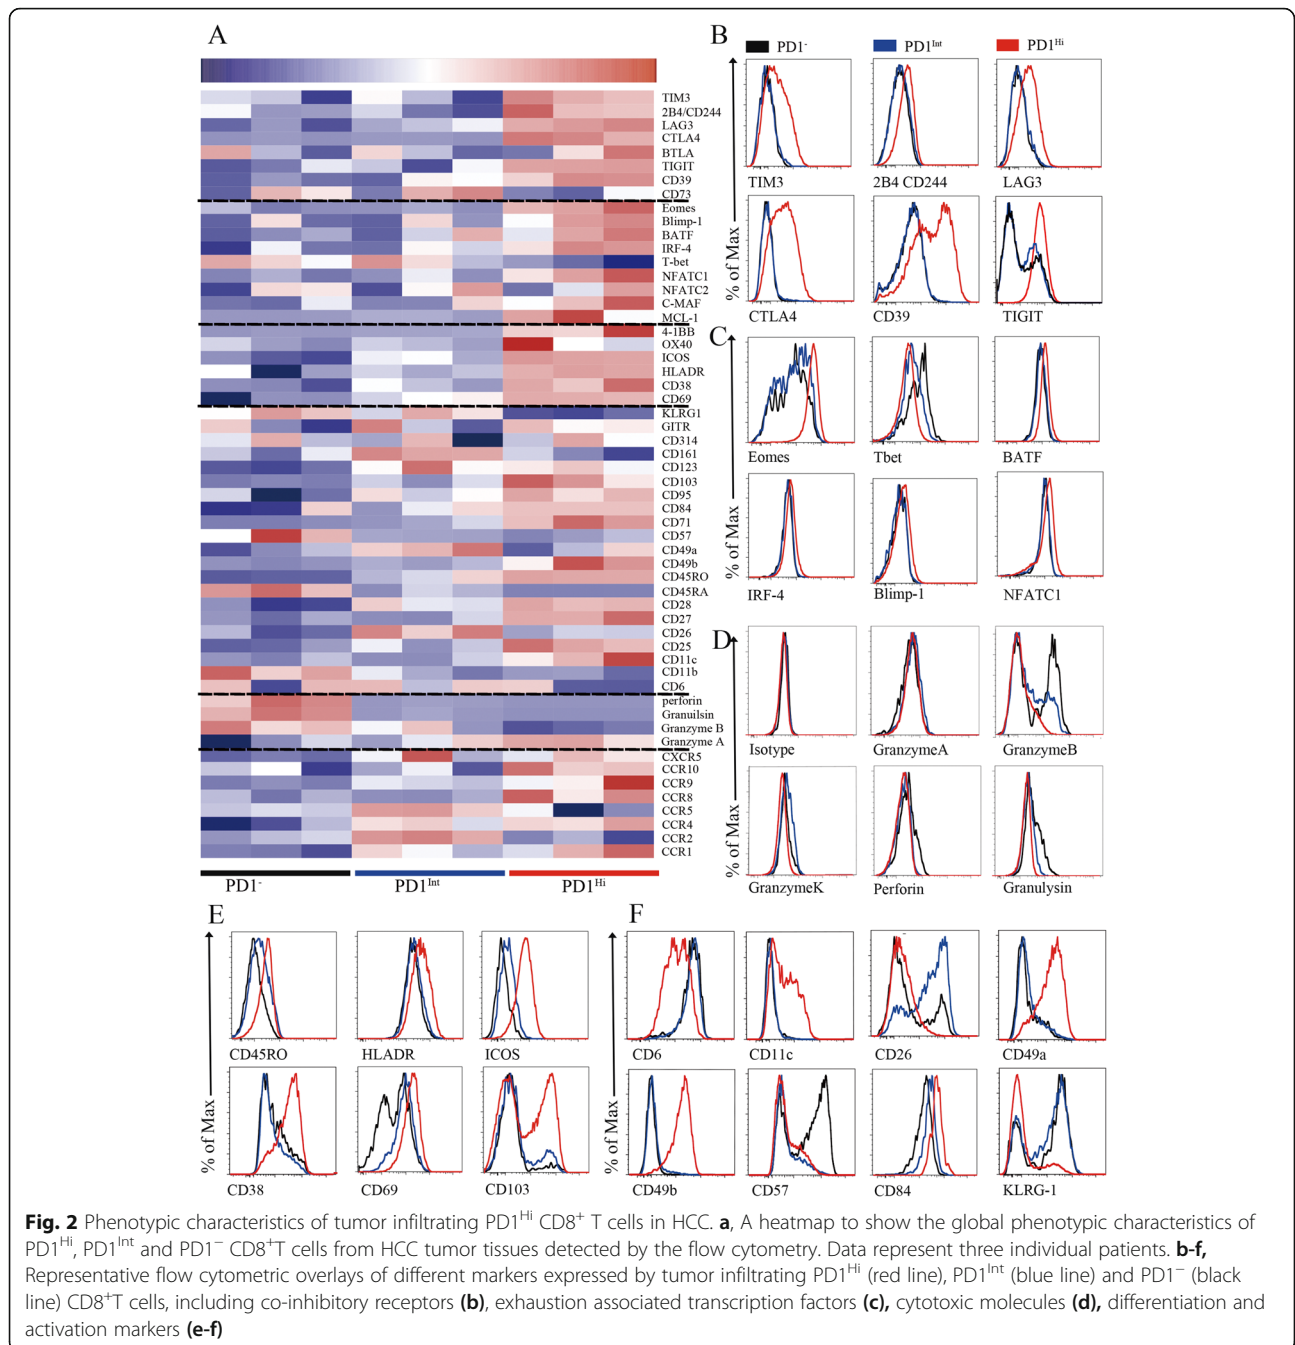 A
TIM3
2B4/CD244
LAG3
CTLA4
BTLA
TIGIT
CD39
CD73
Eomes
Blimp-1
BATF
IRF-4
T-bet
NFATC1
NFATC2
C-MAF
MCL-1
4-1BB
OX40
ICOS
HLADR
CD38
CD69
KLRG1
GITR
CD314
CD161
CD123
CD103
CD95
CD84
CD71
CD57
CD49a
CD49b
CD45RO
CD45RA
CD28
CD27
CD26
CD25
CD11c
CD11b
CD6
perforin
Granuilsin
Granzyme B
Granzyme A
CXCR5
CCR10
CCR9
CCR8
CCR5
CCR4
CCR2
CCR1
PD1⁻ PD1ᴵⁿᵗ PD1ᴴⁱ
B
PD1⁻ PD1ᴵⁿᵗ PD1ᴴⁱ
% of Max
TIM3 2B4 CD244 LAG3
CTLA4 CD39 TIGIT
C
% of Max
Eomes Tbet BATF
IRF-4 Blimp-1 NFATC1
D
% of Max
Isotype GranzymeA GranzymeB
GranzymeK Perforin Granulysin
E
% of Max
CD45RO HLADR ICOS
CD38 CD69 CD103
F
% of Max
CD6 CD11c CD26 CD49a
CD49b CD57 CD84 KLRG-1
Fig. 2 Phenotypic characteristics of tumor infiltrating PD1ᴴⁱ CD8⁺ T cells in HCC. a, A heatmap to show the global phenotypic characteristics of
PD1ᴴⁱ, PD1ᴵⁿᵗ and PD1⁻ CD8⁺T cells from HCC tumor tissues detected by the flow cytometry. Data represent three individual patients. b-f,
Representative flow cytometric overlays of different markers expressed by tumor infiltrating PD1ᴴⁱ (red line), PD1ᴵⁿᵗ (blue line) and PD1⁻ (black
line) CD8⁺T cells, including co-inhibitory receptors (b), exhaustion associated transcription factors (c), cytotoxic molecules (d), differentiation and
activation markers (e-f)